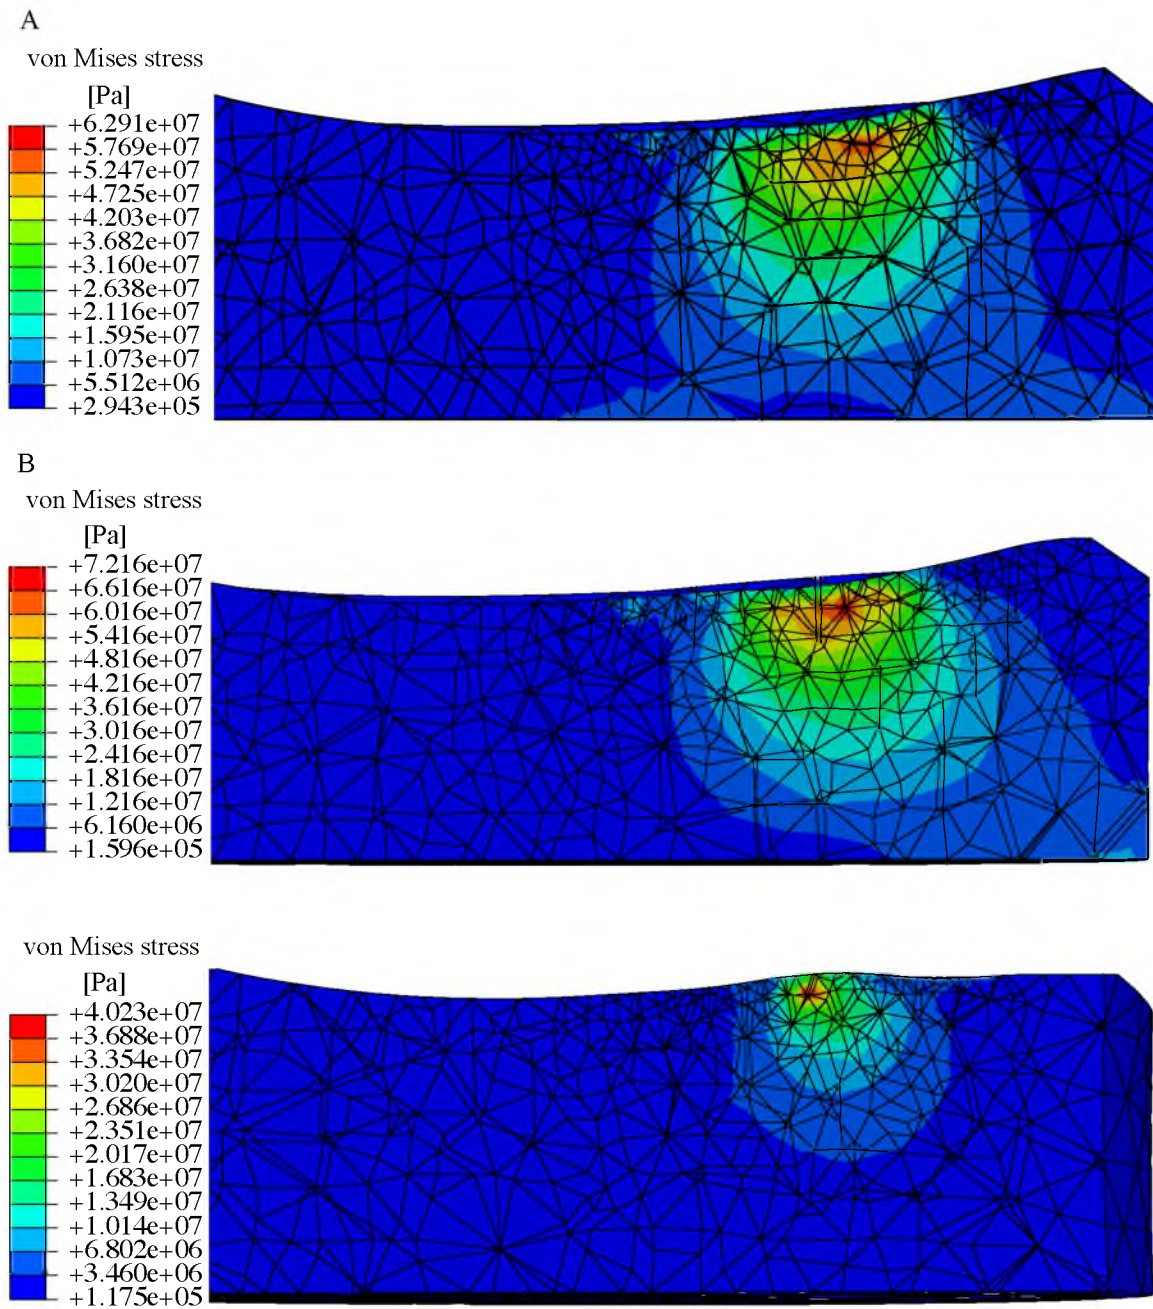 A
von Mises stress
[Pa]
+6.291e+07
+5.769e+07
+5.247e+07
+4.725e+07
+4.203e+07
+3.682e+07
+3.160e+07
+2.638e+07
+2.116e+07
+1.595e+07
+1.073e+07
+5.512e+06
+2.943e+05
B
von Mises stress
[Pa]
+7.216e+07
+6.616e+07
+6.016e+07
+5.416e+07
+4.816e+07
+4.216e+07
+3.616e+07
+3.016e+07
+2.416e+07
+1.816e+07
+1.216e+07
+6.160e+06
+1.596e+05
von Mises stress
[Pa]
+4.023e+07
+3.688e+07
+3.354e+07
+3.020e+07
+2.686e+07
+2.351e+07
+2.017e+07
+1.683e+07
+1.349e+07
+1.014e+07
+6.802e+06
+3.460e+06
+1.175e+05